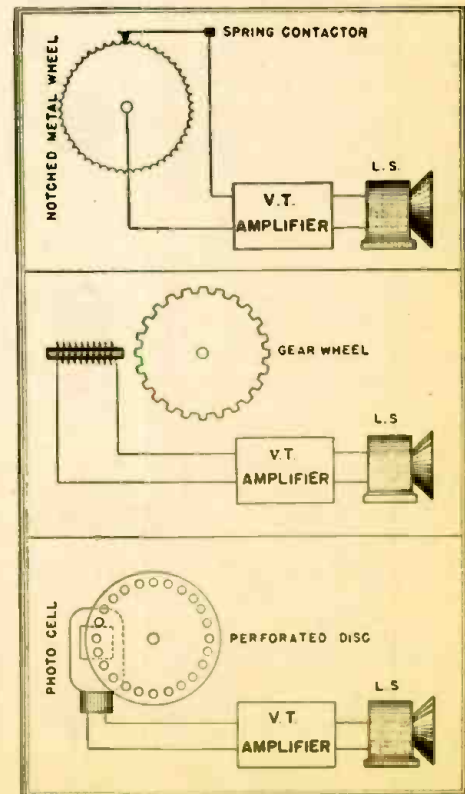 SPRING CONTACTOR
NOTCHED METAL WHEEL
L.S.
V.T.
AMPLIFIER
GEAR WHEEL
L.S
V.T.
AMPLIFIER
PHOTO CELL
PERFORATED DISC
L.S
V.T.
AMPLIFIER